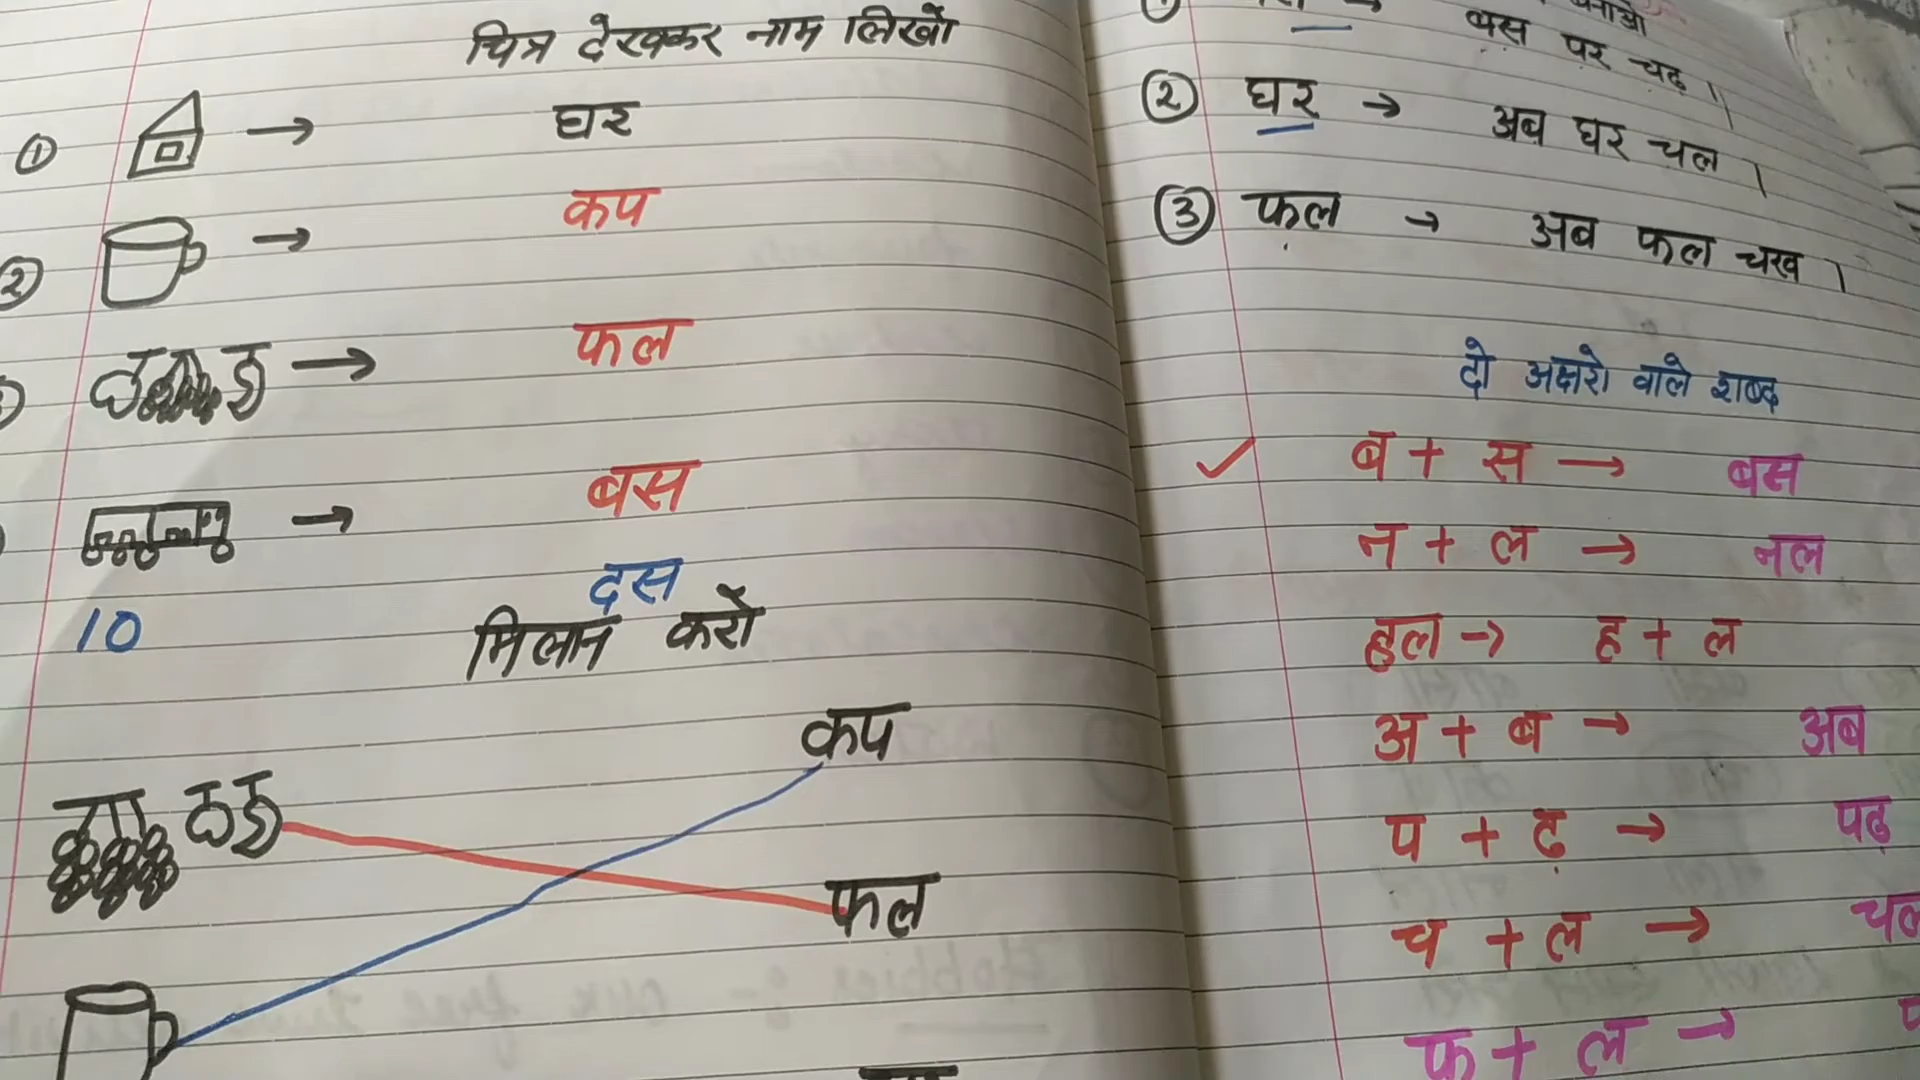 चित्र देखकर नाम लिखों
① → घर
② → कप
→ फल
→ बस
10 दस
मिलान करों
कप
फल
बस पर चढ़।
② घर → अब घर चल।
③ फ़ल → अब फल चख।
दो अक्षरो वाले शब्द
✓ ब + स → बस
न + ल → नल
हल → ह + ल
अ + ब → अब
प + ढ़ → पढ़
च + ल → चल
फ + ल →